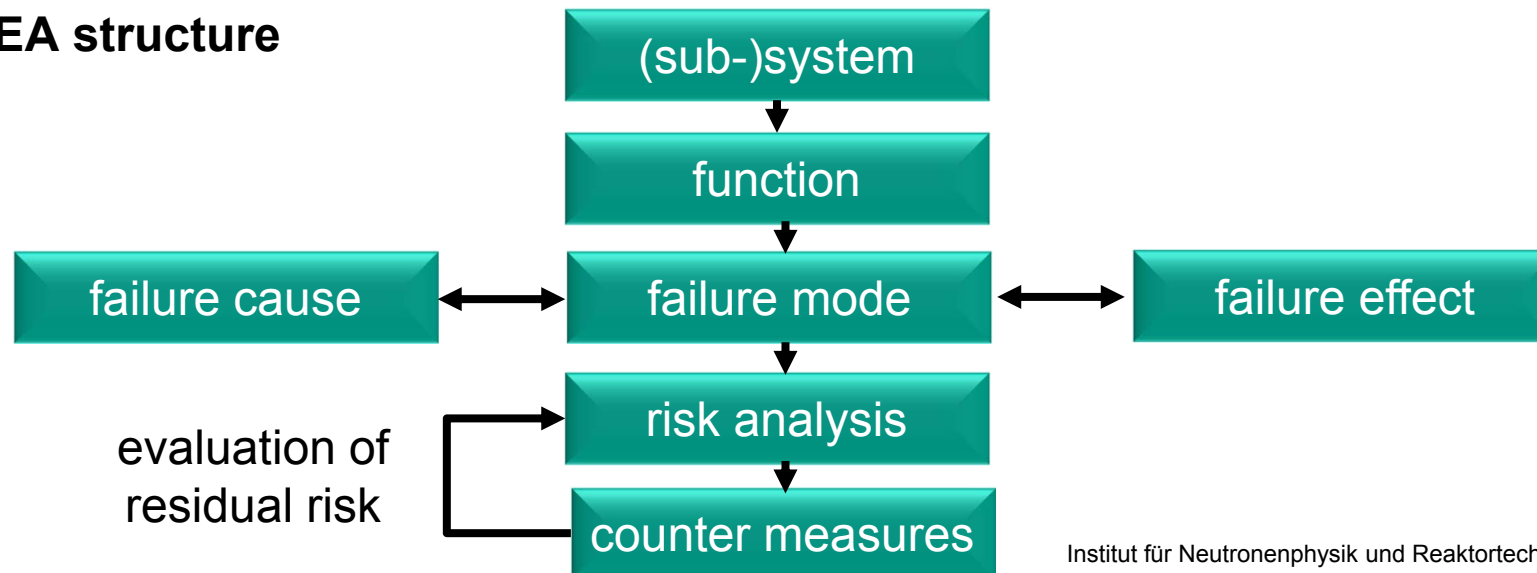 EA structure
(sub-)system
function
failure cause
failure mode
failure effect
risk analysis
evaluation of
residual risk
counter measures
Institut für Neutronenphysik und Reaktortech